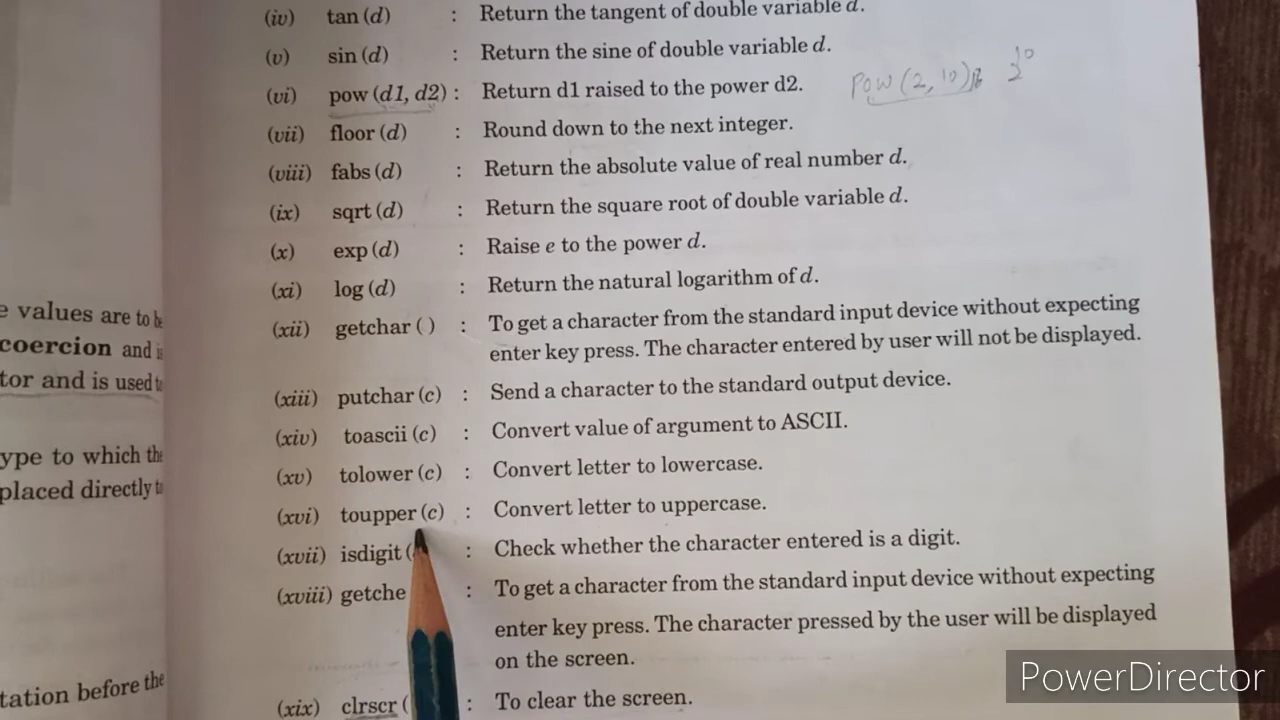 (iv) tan (d) : Return the tangent of double variable d.
(v) sin (d) : Return the sine of double variable d.
(vi) pow (d1, d2) : Return d1 raised to the power d2. Pow (2, 10)
(vii) floor (d) : Round down to the next integer.
(viii) fabs (d) : Return the absolute value of real number d.
(ix) sqrt (d) : Return the square root of double variable d.
(x) exp (d) : Raise e to the power d.
(xi) log (d) : Return the natural logarithm of d.
(xii) getchar ( ) : To get a character from the standard input device without expecting
enter key press. The character entered by user will not be displayed.
(xiii) putchar (c) : Send a character to the standard output device.
(xiv) toascii (c) : Convert value of argument to ASCII.
(xv) tolower (c) : Convert letter to lowercase.
(xvi) toupper (c) : Convert letter to uppercase.
(xvii) isdigit ( : Check whether the character entered is a digit.
(xviii) getche : To get a character from the standard input device without expecting
enter key press. The character pressed by the user will be displayed
on the screen.
(xix) clrscr ( : To clear the screen.
e values are to be
coercion and is
tor and is used to
ype to which the
placed directly to
tation before the
PowerDirector